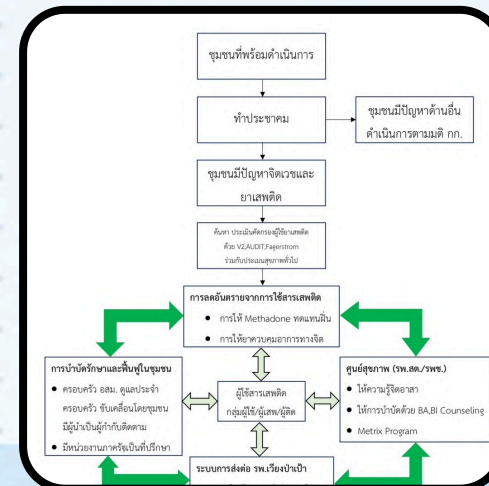 ชุมชนที่พร้อมดำเนินการ
ทำประชาคม
ชุมชนมีปัญหาด้านอื่น
ดำเนินการตามมติ กก.
ชุมชนมีปัญหาจิตเวชและ
ยาเสพติด
ค้นหา ประเมินคัดกรองผู้ใช้ยาเสพติด
ด้วย V2,AUDIT,Fagerstrom
ร่วมกับประเมนสุขภาพทั่วไป
การลดอันตรายจากการใช้สารเสพติด
● การให้ Methadone ทดแทนฝิ่น
● การให้ยาควบคุมอาการทางจิต
การบำบัดรักษาและฟื้นฟูในชุมชน
● ครอบครัว อสม. ดูแลประจำ
ครอบครัว ขับเคลื่อนโดยชุมชน
มีผู้นำเป็นผู้กำกับติดตาม
● มีหน่วยงานภาครัฐเป็นที่ปรึกษา
ผู้ใช้สารเสพติด
กลุ่มผู้ใช้/ผู้เสพ/ผู้ติด
ศูนย์สุขภาพ (รพ.สต./รพช.)
● ให้ความรู้จิตอาสา
● ให้การบำบัดด้วย BA,BI Counseling
● Metrix Program
ระบบการส่งต่อ รพ.เวียงป่าเป้า